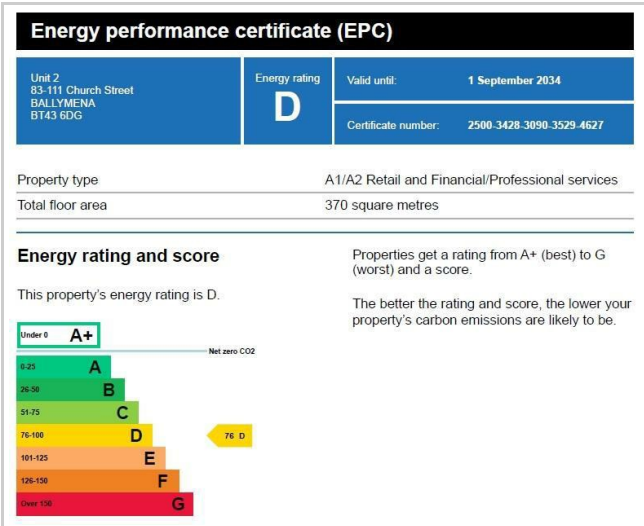 Energy performance certificate (EPC)
Unit 2
83-111 Church Street
BALLYMENA
BT43 6DG
Energy rating
D
Valid until: 1 September 2034
Certificate number: 2500-3428-3090-3529-4627
Property type A1/A2 Retail and Financial/Professional services
Total floor area 370 square metres
Energy rating and score
This property's energy rating is D.
Properties get a rating from A+ (best) to G
(worst) and a score.
The better the rating and score, the lower your
property's carbon emissions are likely to be.
Under 0 A+
Net zero CO2
0-25 A
26-50 B
51-75 C
76-100 D 76 D
101-125 E
126-150 F
Over 150 G